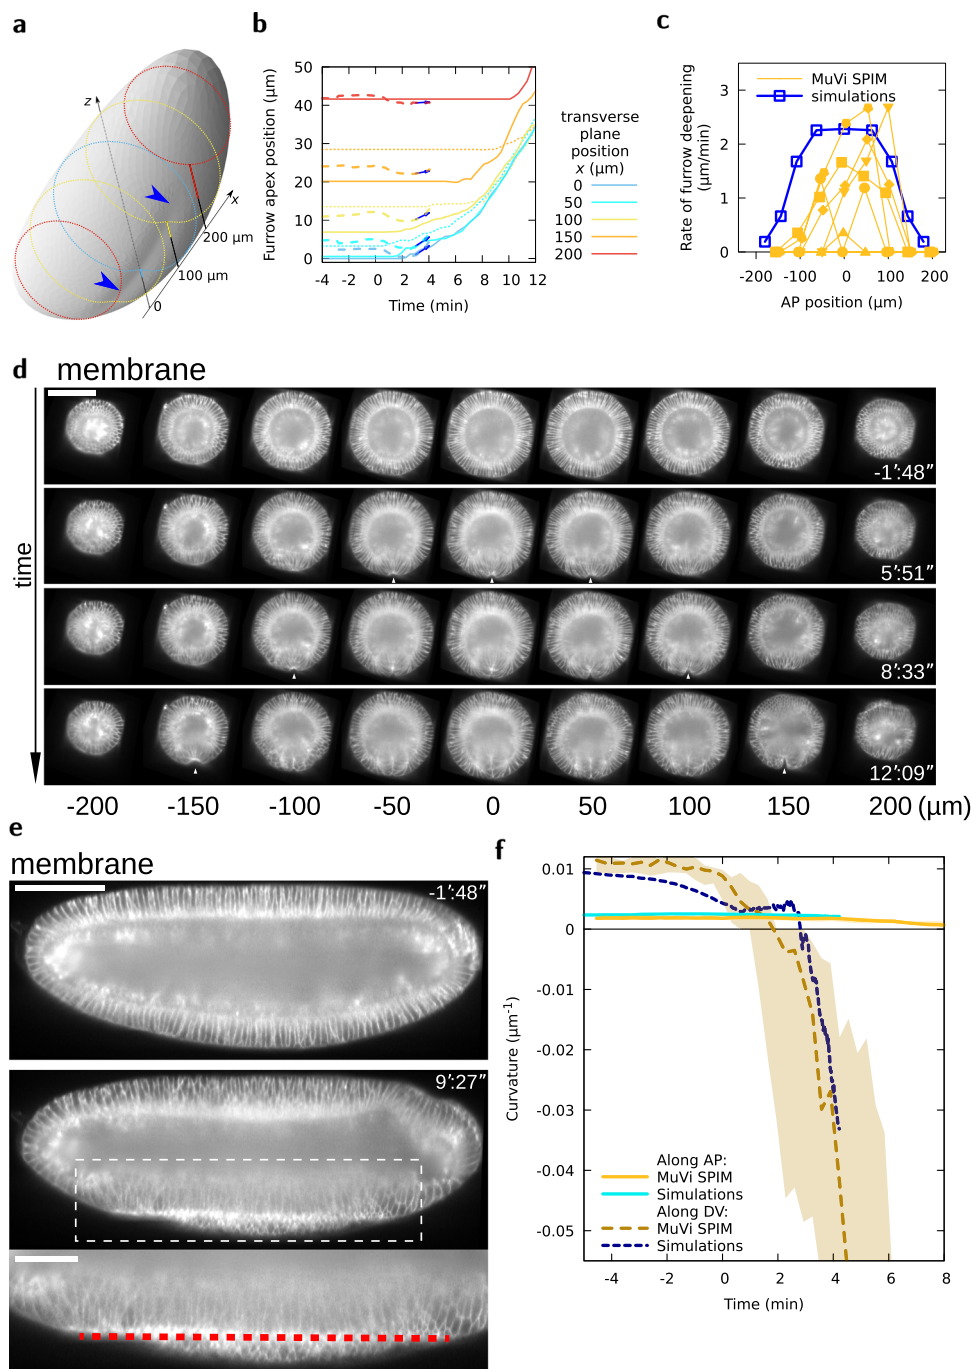 a
z
x
200 µm
100 µm
0
b
Furrow apex position (µm)
50
40
30
20
10
0
-4 -2 0 2 4 6 8 10 12
Time (min)
transverse
plane
position
x (µm)
0
50
100
150
200
c
Rate of furrow deepening
(µm/min)
3
2
1
0
MuVi SPIM
simulations
-200 -100 0 100 200
AP position (µm)
d
membrane
time
-1′:48″
5′:51″
8′:33″
12′:09″
-200 -150 -100 -50 0 50 100 150 200 (µm)
e
membrane
-1′:48″
9′:27″
f
Curvature (µm-1)
0.01
0
-0.01
-0.02
-0.03
-0.04
-0.05
Along AP:
MuVi SPIM
Simulations
Along DV:
MuVi SPIM
Simulations
-4 -2 0 2 4 6 8
Time (min)